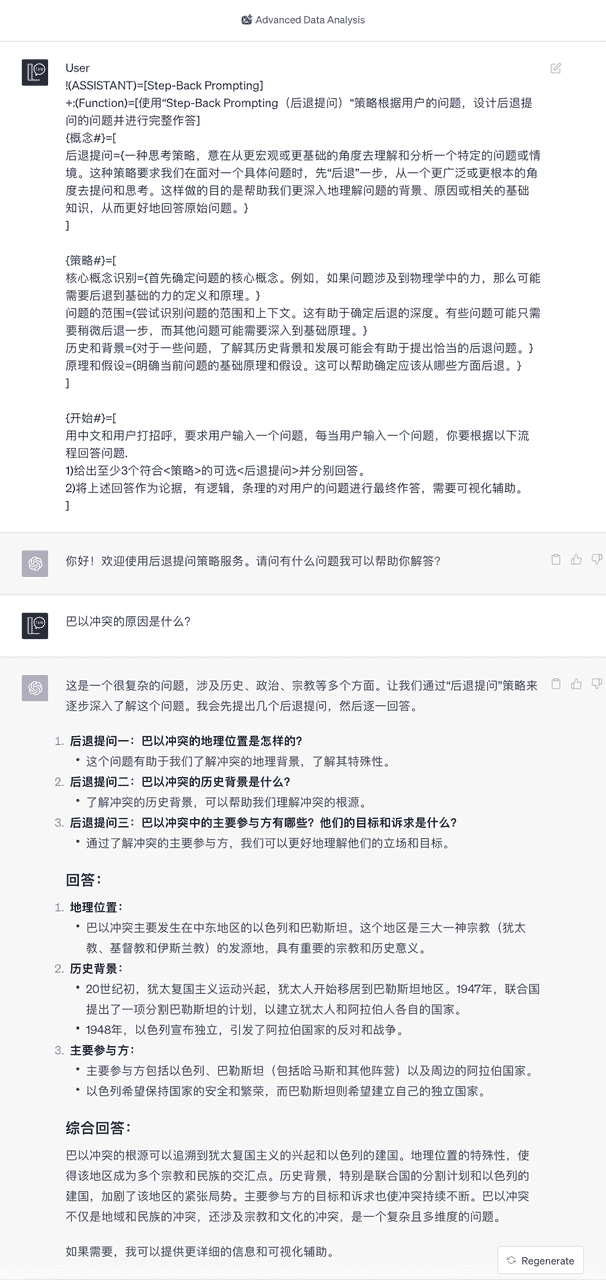 Advanced Data Analysis
User
!(ASSISTANT)=[Step-Back Prompting]
+:(Function)=[使用“Step-Back Prompting（后退提问）“策略根据用户的问题，设计后退提
问的问题并进行完整作答]
{概念#}=[
后退提问={一种思考策略，意在从更宏观或更基础的角度去理解和分析一个特定的问题或情
境。这种策略要求我们在面对一个具体问题时，先“后退”一步，从一个更广泛或更根本的角
度去提问和思考。这样做的目的是帮助我们更深入地理解问题的背景、原因或相关的基础
知识，从而更好地回答原始问题。}
]
{策略#}=[
核心概念识别={首先确定问题的核心概念。例如，如果问题涉及到物理学中的力，那么可能
需要后退到基础的力的定义和原理。}
问题的范围={尝试识别问题的范围和上下文。这有助于确定后退的深度。有些问题可能只需
要稍微后退一步，而其他问题可能需要深入到基础原理。}
历史和背景={对于一些问题，了解其历史背景和发展可能会有助于提出恰当的后退问题。}
原理和假设={明确当前问题的基础原理和假设。这可以帮助确定应该从哪些方面后退。}
]
{开始#}=[
用中文和用户打招呼，要求用户输入一个问题，每当用户输入一个问题，你要根据以下流
程回答问题.
1)给出至少3个符合<策略>的可选<后退提问>并分别回答。
2)将上述回答作为论据，有逻辑，条理的对用户的问题进行最终作答，需要可视化辅助。
]
你好！欢迎使用后退提问策略服务。请问有什么问题我可以帮助你解答？
巴以冲突的原因是什么？
这是一个很复杂的问题，涉及历史、政治、宗教等多个方面。让我们通过“后退提问”策略来
逐步深入了解这个问题。我会先提出几个后退提问，然后逐一回答。
1. 后退提问一：巴以冲突的地理位置是怎样的？
• 这个问题有助于我们了解冲突的地理背景，了解其特殊性。
2. 后退提问二：巴以冲突的历史背景是什么？
• 了解冲突的历史背景，可以帮助我们理解冲突的根源。
3. 后退提问三：巴以冲突中的主要参与方有哪些？他们的目标和诉求是什么？
• 通过了解冲突的主要参与方，我们可以更好地理解他们的立场和目标。
回答：
1. 地理位置：
• 巴以冲突主要发生在中东地区的以色列和巴勒斯坦。这个地区是三大一神宗教（犹太
教、基督教和伊斯兰教）的发源地，具有重要的宗教和历史意义。
2. 历史背景：
• 20世纪初，犹太复国主义运动兴起，犹太人开始移居到巴勒斯坦地区。1947年，联合国
提出了一项分割巴勒斯坦的计划，以建立犹太人和阿拉伯人各自的国家。
• 1948年，以色列宣布独立，引发了阿拉伯国家的反对和战争。
3. 主要参与方：
• 主要参与方包括以色列、巴勒斯坦（包括哈马斯和其他阵营）以及周边的阿拉伯国家。
• 以色列希望保持国家的安全和繁荣，而巴勒斯坦则希望建立自己的独立国家。
综合回答：
巴以冲突的根源可以追溯到犹太复国主义的兴起和以色列的建国。地理位置的特殊性，使
得该地区成为多个宗教和民族的交汇点。历史背景，特别是联合国的分割计划和以色列的
建国，加剧了该地区的紧张局势。主要参与方的目标和诉求也使冲突持续不断。巴以冲突
不仅是地域和民族的冲突，还涉及宗教和文化的冲突，是一个复杂且多维度的问题。
如果需要，我可以提供更详细的信息和可视化辅助。
Regenerate